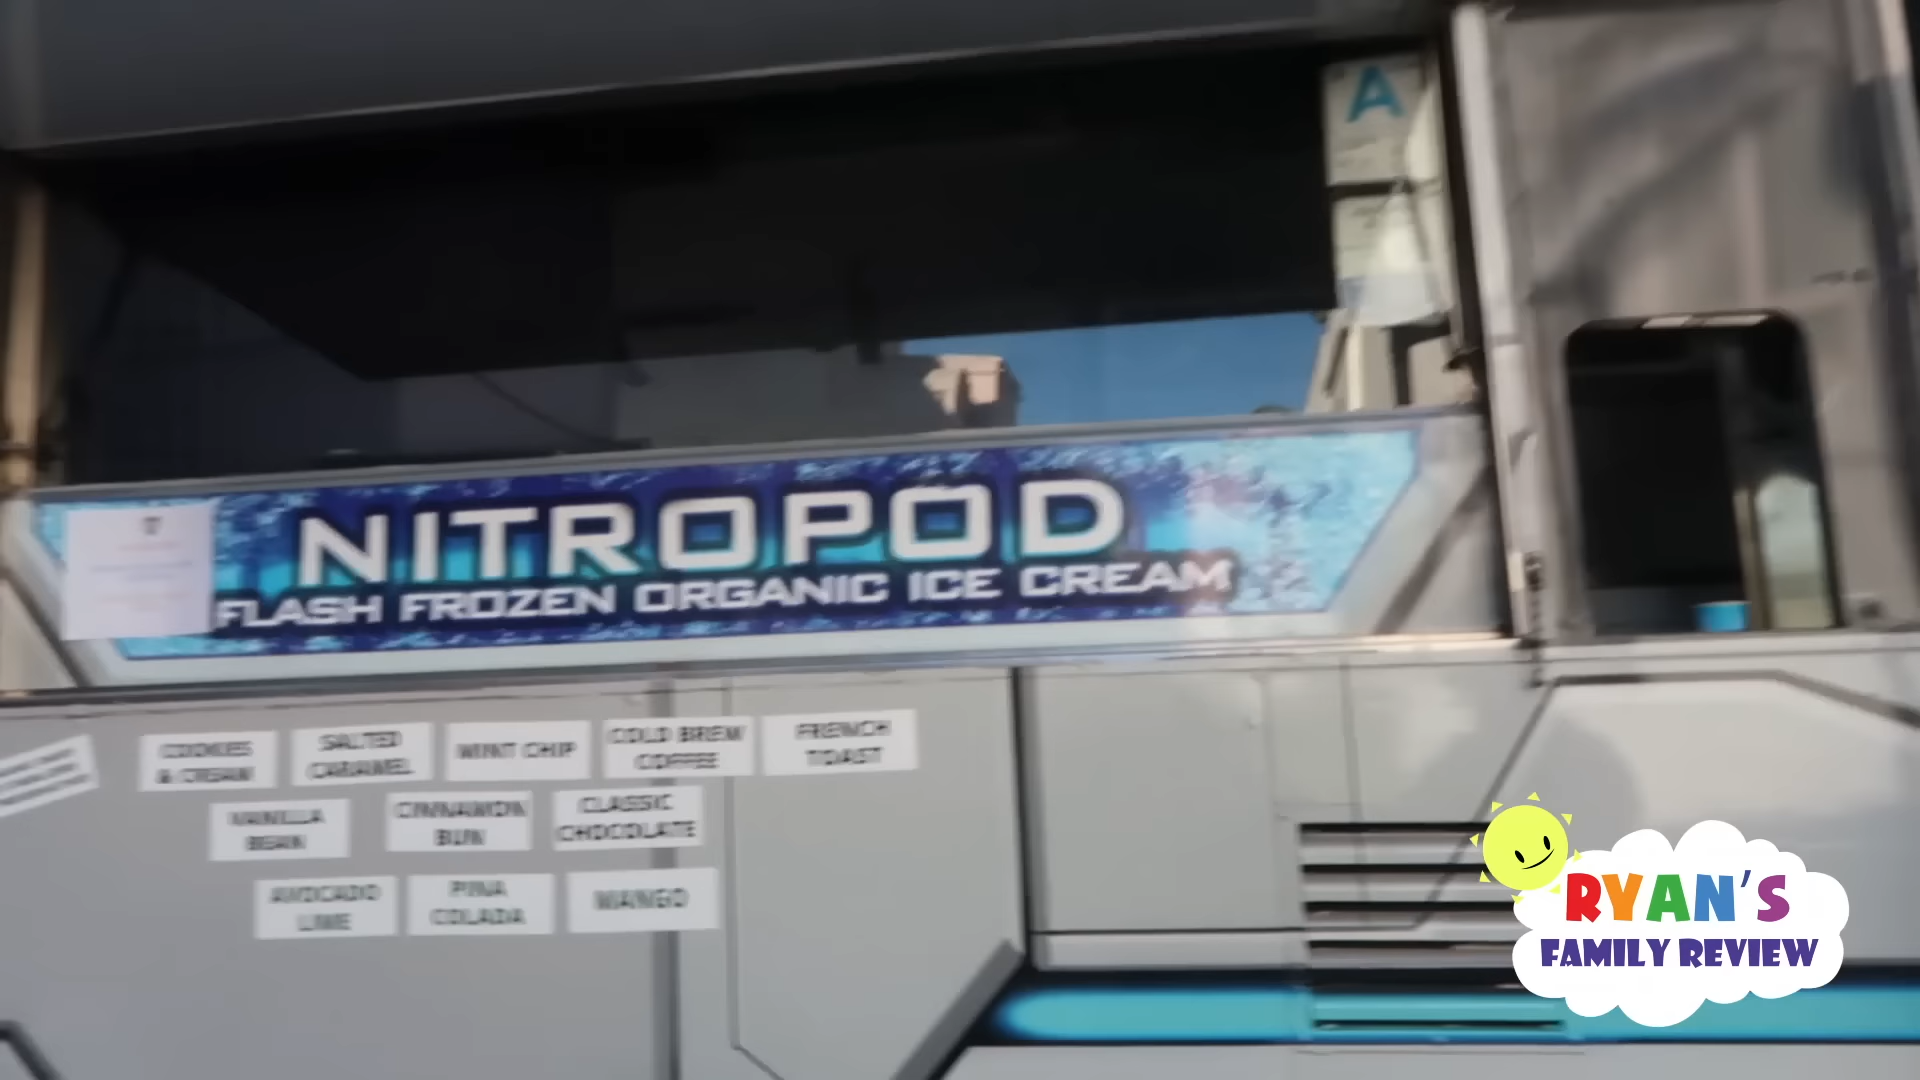 A
NITROPOD
FLASH FROZEN ORGANIC ICE CREAM
COOKIES
& CREAM
SALTED
CARAMEL
MINT CHIP
COLD BREW
COFFEE
FRENCH
TOAST
VANILLA
BEAN
CINNAMON
BUN
CLASSIC
CHOCOLATE
AVOCADO
LIME
PINA
COLADA
MANGO
RYAN'S
FAMILY REVIEW